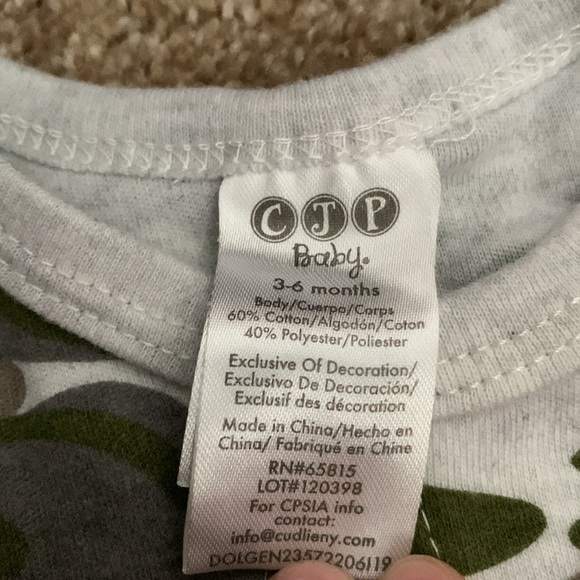 CJP
Baby.
3-6 months
Body/Cuerpo/Corps
60% Cotton/Algodón/Coton
40% Polyester/Poliester
Exclusive Of Decoration/
Exclusivo De Decoración/
Exclusif des décoration
Made in China/Hecho en
China/ Fabriqué en Chine
RN#65815
LOT#120398
For CPSIA info
contact:
info@cudlieny.com
DOLGEN23572206J119